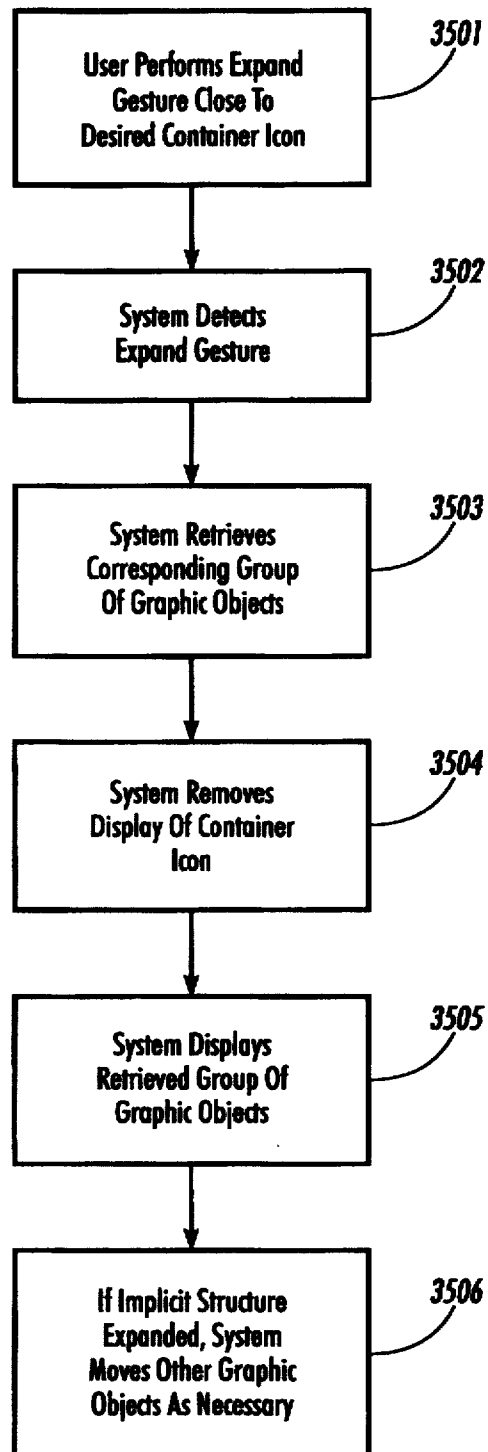 3501
User Performs Expand
Gesture Close To
Desired Container Icon
3502
System Detects
Expand Gesture
3503
System Retrieves
Corresponding Group
Of Graphic Objects
3504
System Removes
Display Of Container
Icon
3505
System Displays
Retrieved Group Of
Graphic Objects
3506
If Implicit Structure
Expanded, System
Moves Other Graphic
Objects As Necessary